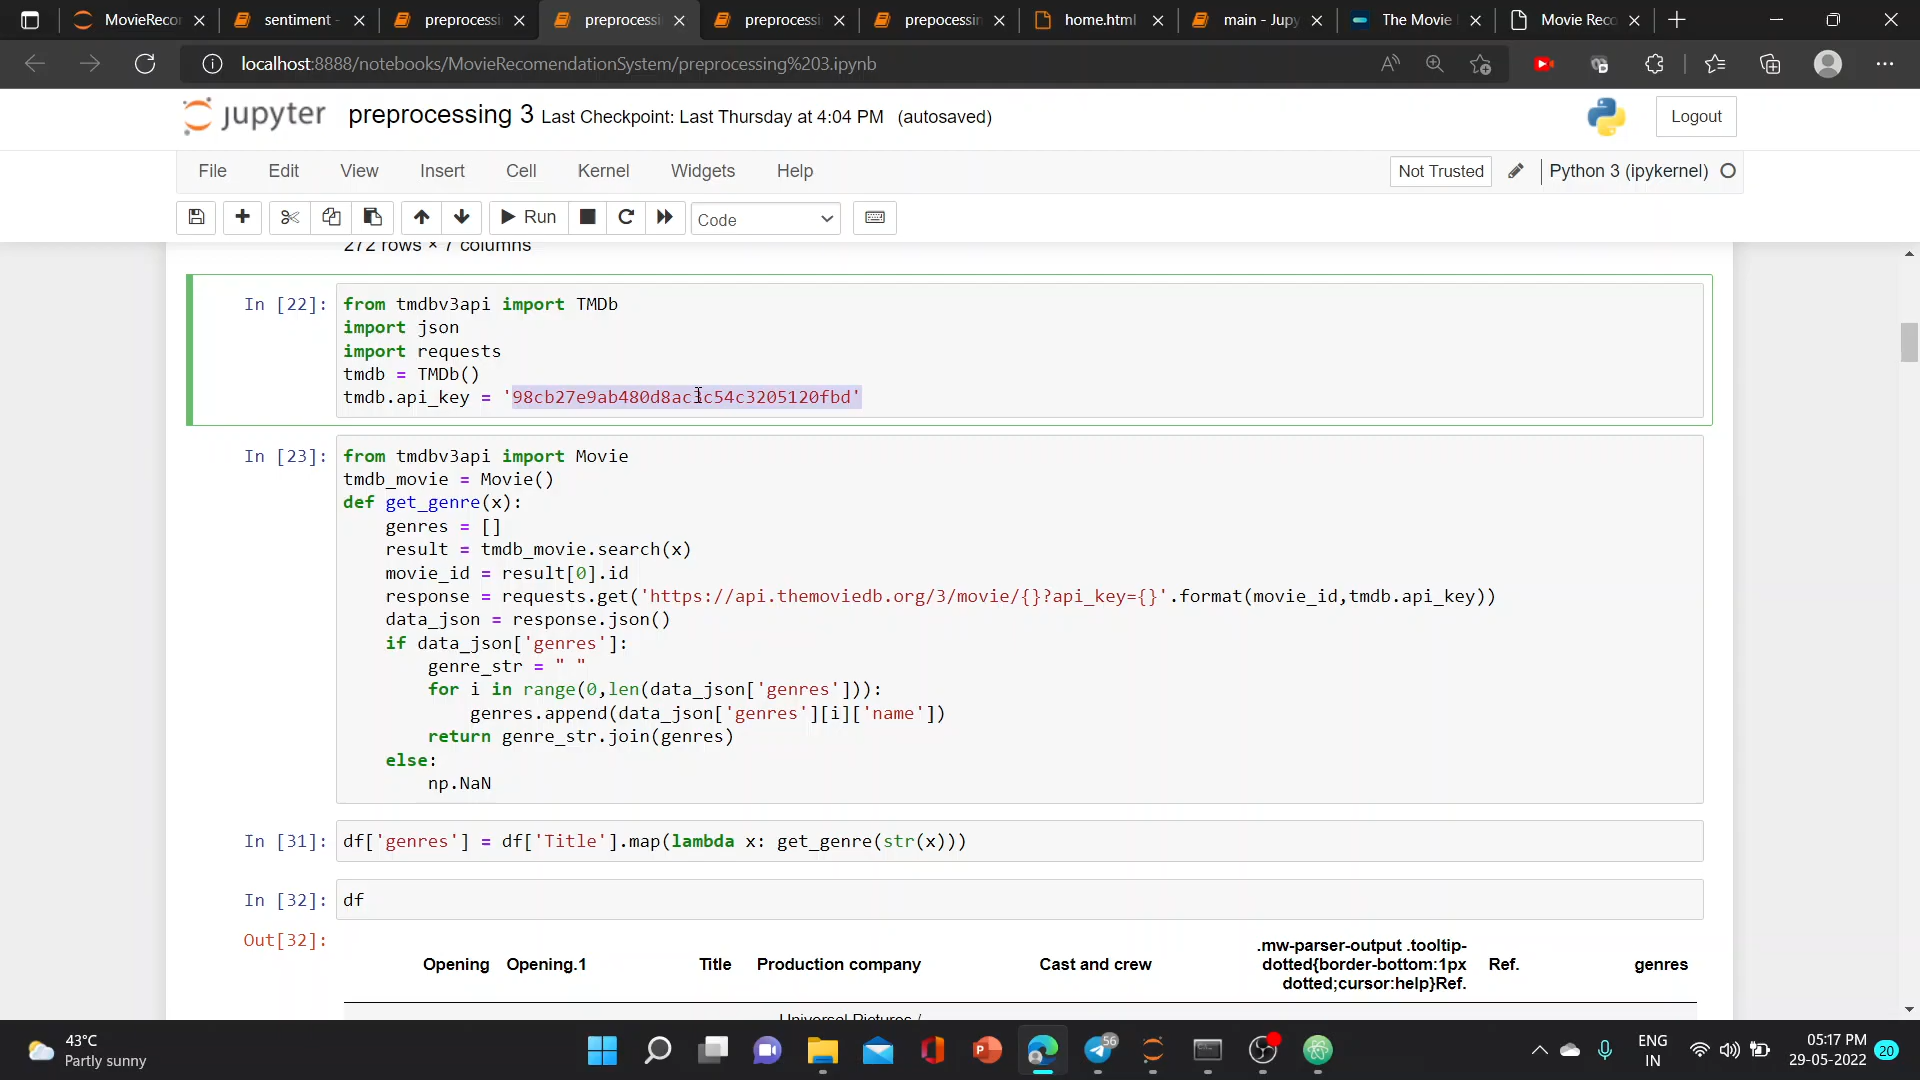 MovieRecor
sentiment -
preprocessi
preprocessi
preprocessi
prepocessin
home.html
main - Jupy
The Movie
Movie Reco
localhost:8888/notebooks/MovieRecomendationSystem/preprocessing%203.ipynb
jupyter preprocessing 3 Last Checkpoint: Last Thursday at 4:04 PM (autosaved)
Logout
File Edit View Insert Cell Kernel Widgets Help
Not Trusted
Python 3 (ipykernel)
Run
Code
272 rows × 7 columns
In [22]:
from tmdbv3api import TMDb
import json
import requests
tmdb = TMDb()
tmdb.api_key = '98cb27e9ab480d8ac c54c3205120fbd'
In [23]:
from tmdbv3api import Movie
tmdb_movie = Movie()
def get_genre(x):
    genres = []
    result = tmdb_movie.search(x)
    movie_id = result[0].id
    response = requests.get('https://api.themoviedb.org/3/movie/{}?api_key={}'.format(movie_id,tmdb.api_key))
    data_json = response.json()
    if data_json['genres']:
        genre_str = " "
        for i in range(0,len(data_json['genres'])):
            genres.append(data_json['genres'][i]['name'])
        return genre_str.join(genres)
    else:
        np.NaN
In [31]: df['genres'] = df['Title'].map(lambda x: get_genre(str(x)))
In [32]: df
Out[32]:
.mw-parser-output .tooltip-
Opening Opening.1 Title Production company Cast and crew dotted{border-bottom:1px Ref. genres
dotted;cursor:help}Ref.
Universal Pictures /
43°C
Partly sunny
56
ENG
IN
05:17 PM
29-05-2022
20